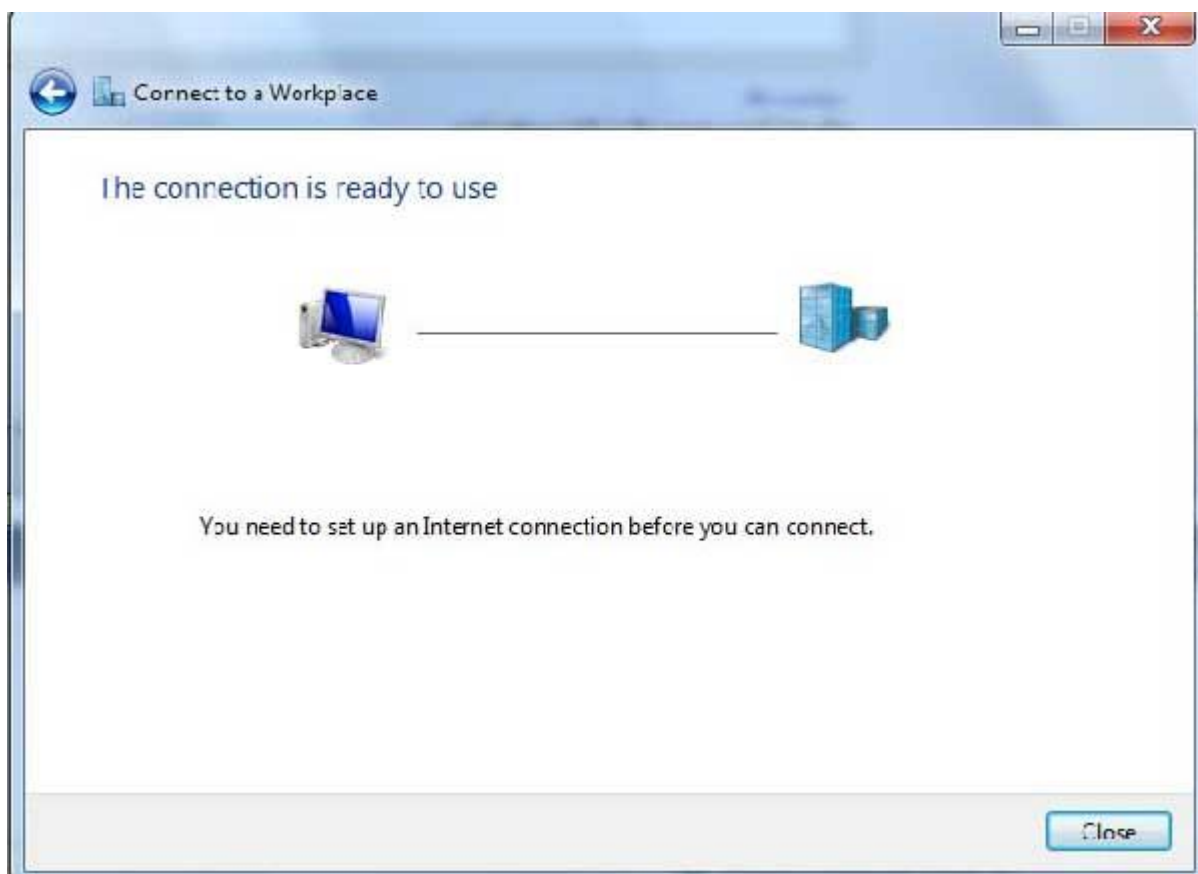 Connect to a Workplace
The connection is ready to use
You need to set up an Internet connection before you can connect.
Close